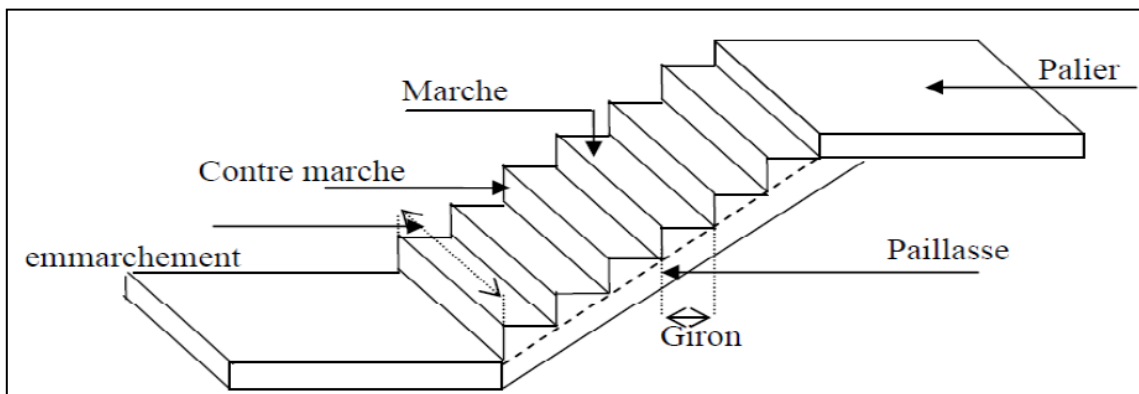 Palier
Marche
Contre marche
emmarchement
Paillasse
Giron